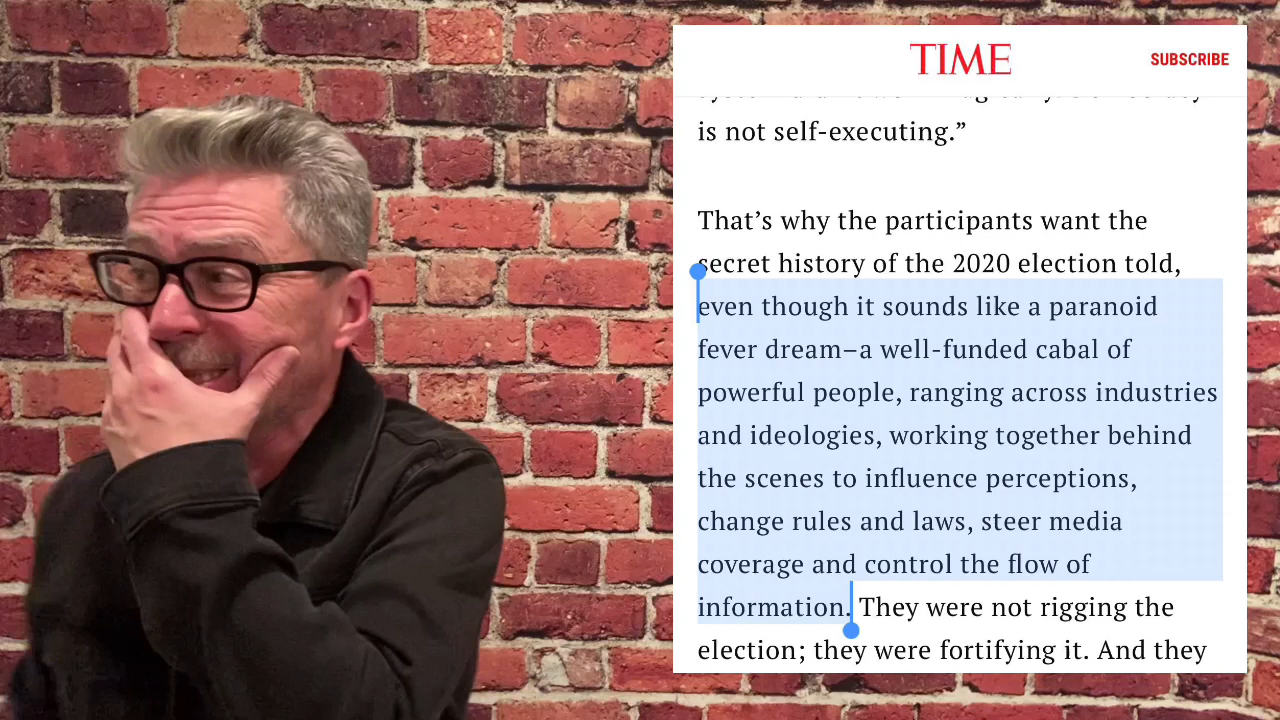 TIME
SUBSCRIBE
is not self-executing.”
That’s why the participants want the
secret history of the 2020 election told,
even though it sounds like a paranoid
fever dream–a well-funded cabal of
powerful people, ranging across industries
and ideologies, working together behind
the scenes to influence perceptions,
change rules and laws, steer media
coverage and control the flow of
information. They were not rigging the
election; they were fortifying it. And they